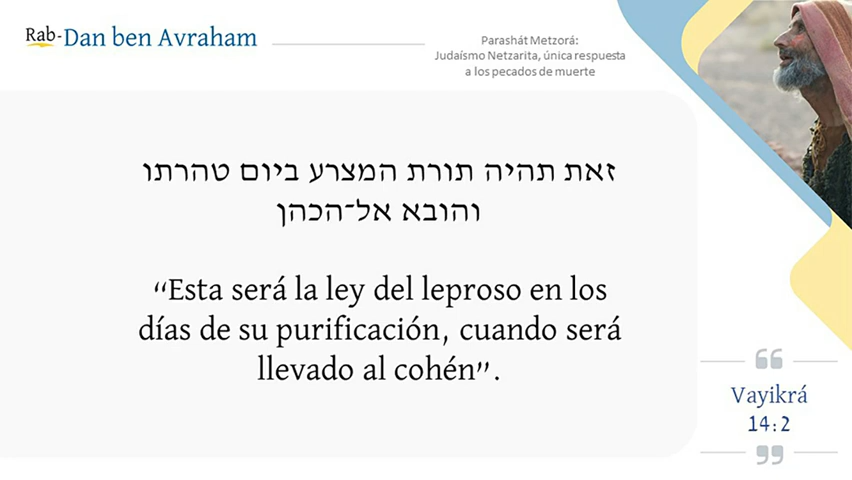 Rab-Dan ben Avraham
Parashát Metzorá:
Judaísmo Netzarita, única respuesta
a los pecados de muerte
זאת תהיה תורת המצרע ביום טהרתו
והובא אל־הכהן
“Esta será la ley del leproso en los
días de su purificación, cuando será
llevado al cohén”.
Vayikrá
14:2